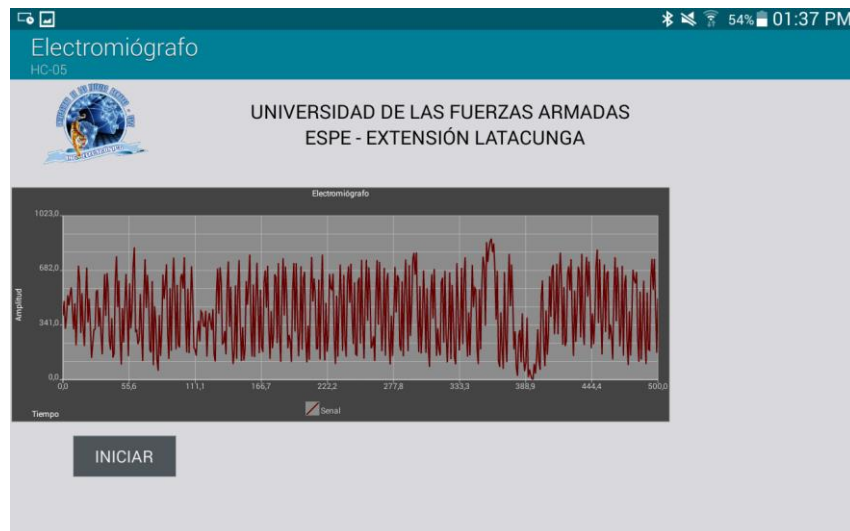 54% 01:37 PM
Electromiógrafo
HC-05
UNIVERSIDAD DE LAS FUERZAS ARMADAS
ESPE - EXTENSIÓN LATACUNGA
Electromiógrafo
1023,0
682,0
341,0
0,0
Amplitud
0,0 55,6 111,1 166,7 222,2 277,8 333,3 388,9 444,4 500,0
Tiempo
Senal
INICIAR